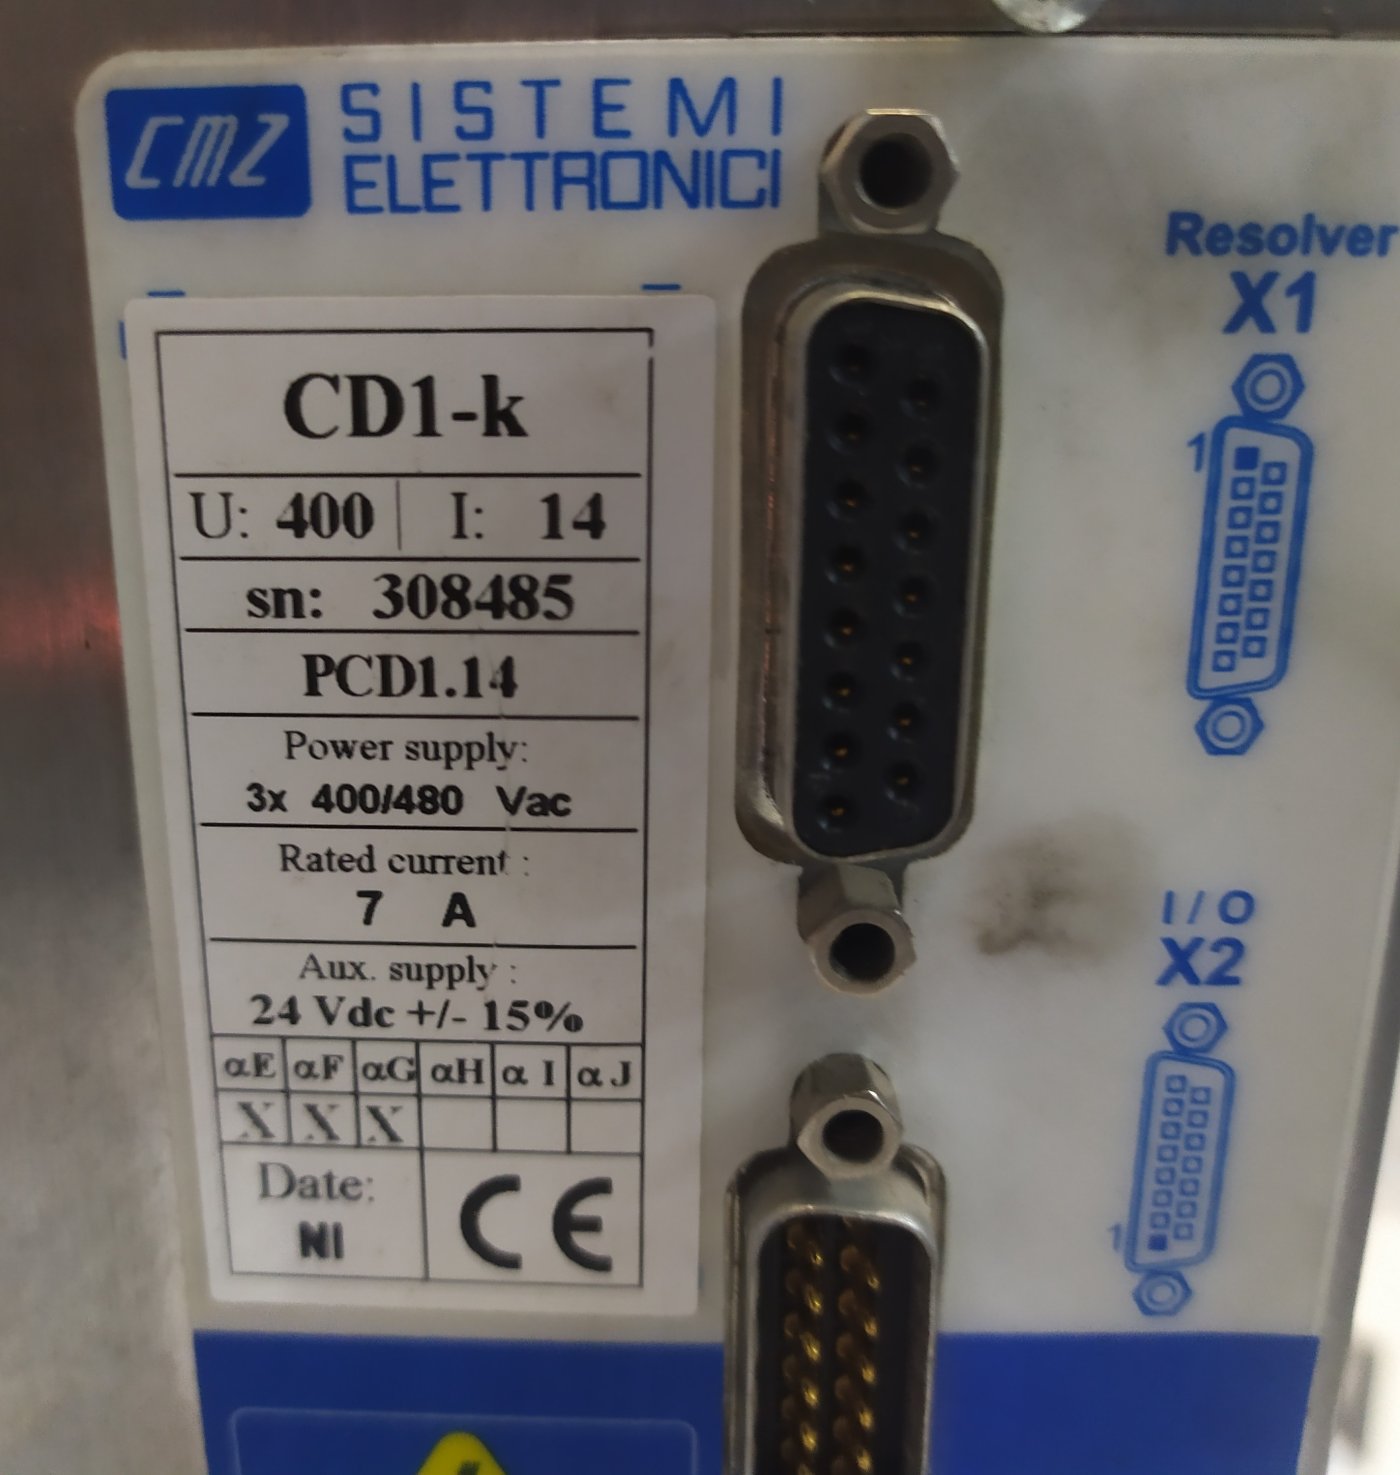 CMZ
SISTEMI
ELETTRONICI
CD1-k
U: 400 I: 14
sn: 308485
PCD1.14
Power supply:
3x 400/480 Vac
Rated current :
7 A
Aux. supply :
24 Vdc +/- 15%
αE αF αG αH α I α J
X X X
Date:
NI
CE
Resolver
X1
1
I / O
X2
1